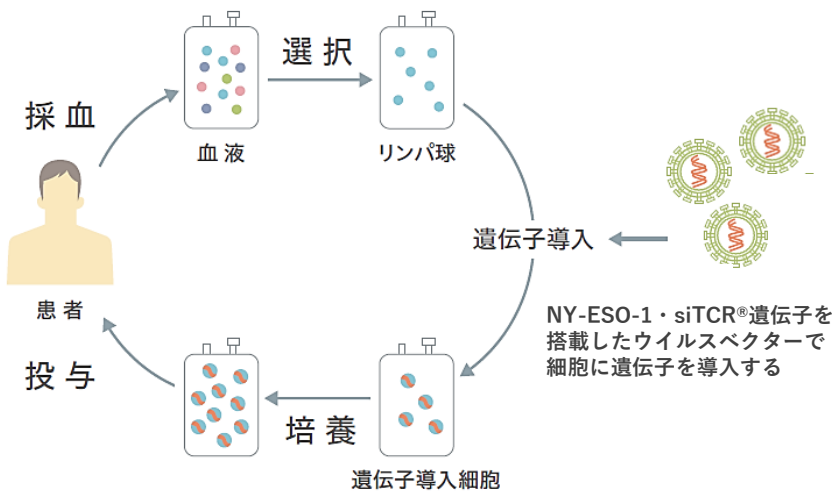 選択
採血
血液
リンパ球
遺伝子導入
患者
NY-ESO-1・siTCR®遺伝子を
搭載したウイルスベクターで
細胞に遺伝子を導入する
投与
培養
遺伝子導入細胞